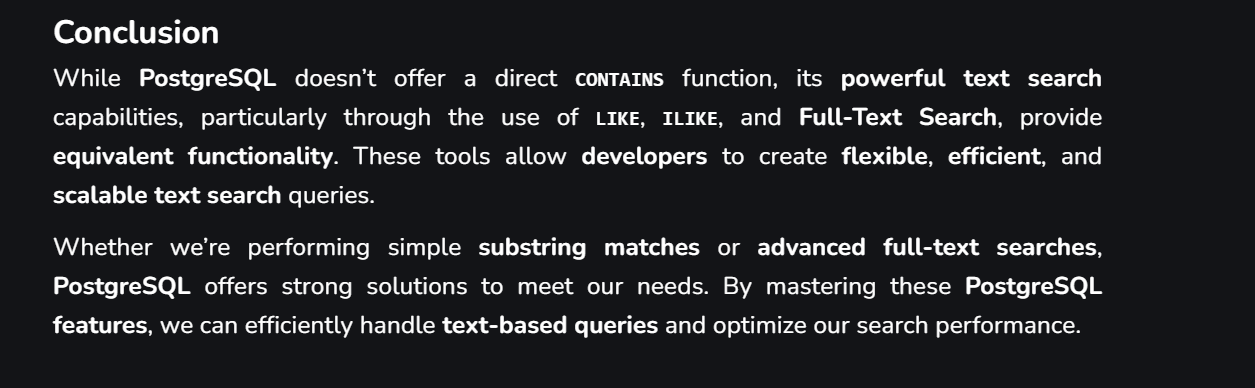 Conclusion
While PostgreSQL doesn’t offer a direct CONTAINS function, its powerful text search
capabilities, particularly through the use of LIKE, ILIKE, and Full-Text Search, provide
equivalent functionality. These tools allow developers to create flexible, efficient, and
scalable text search queries.
Whether we’re performing simple substring matches or advanced full-text searches,
PostgreSQL offers strong solutions to meet our needs. By mastering these PostgreSQL
features, we can efficiently handle text-based queries and optimize our search performance.